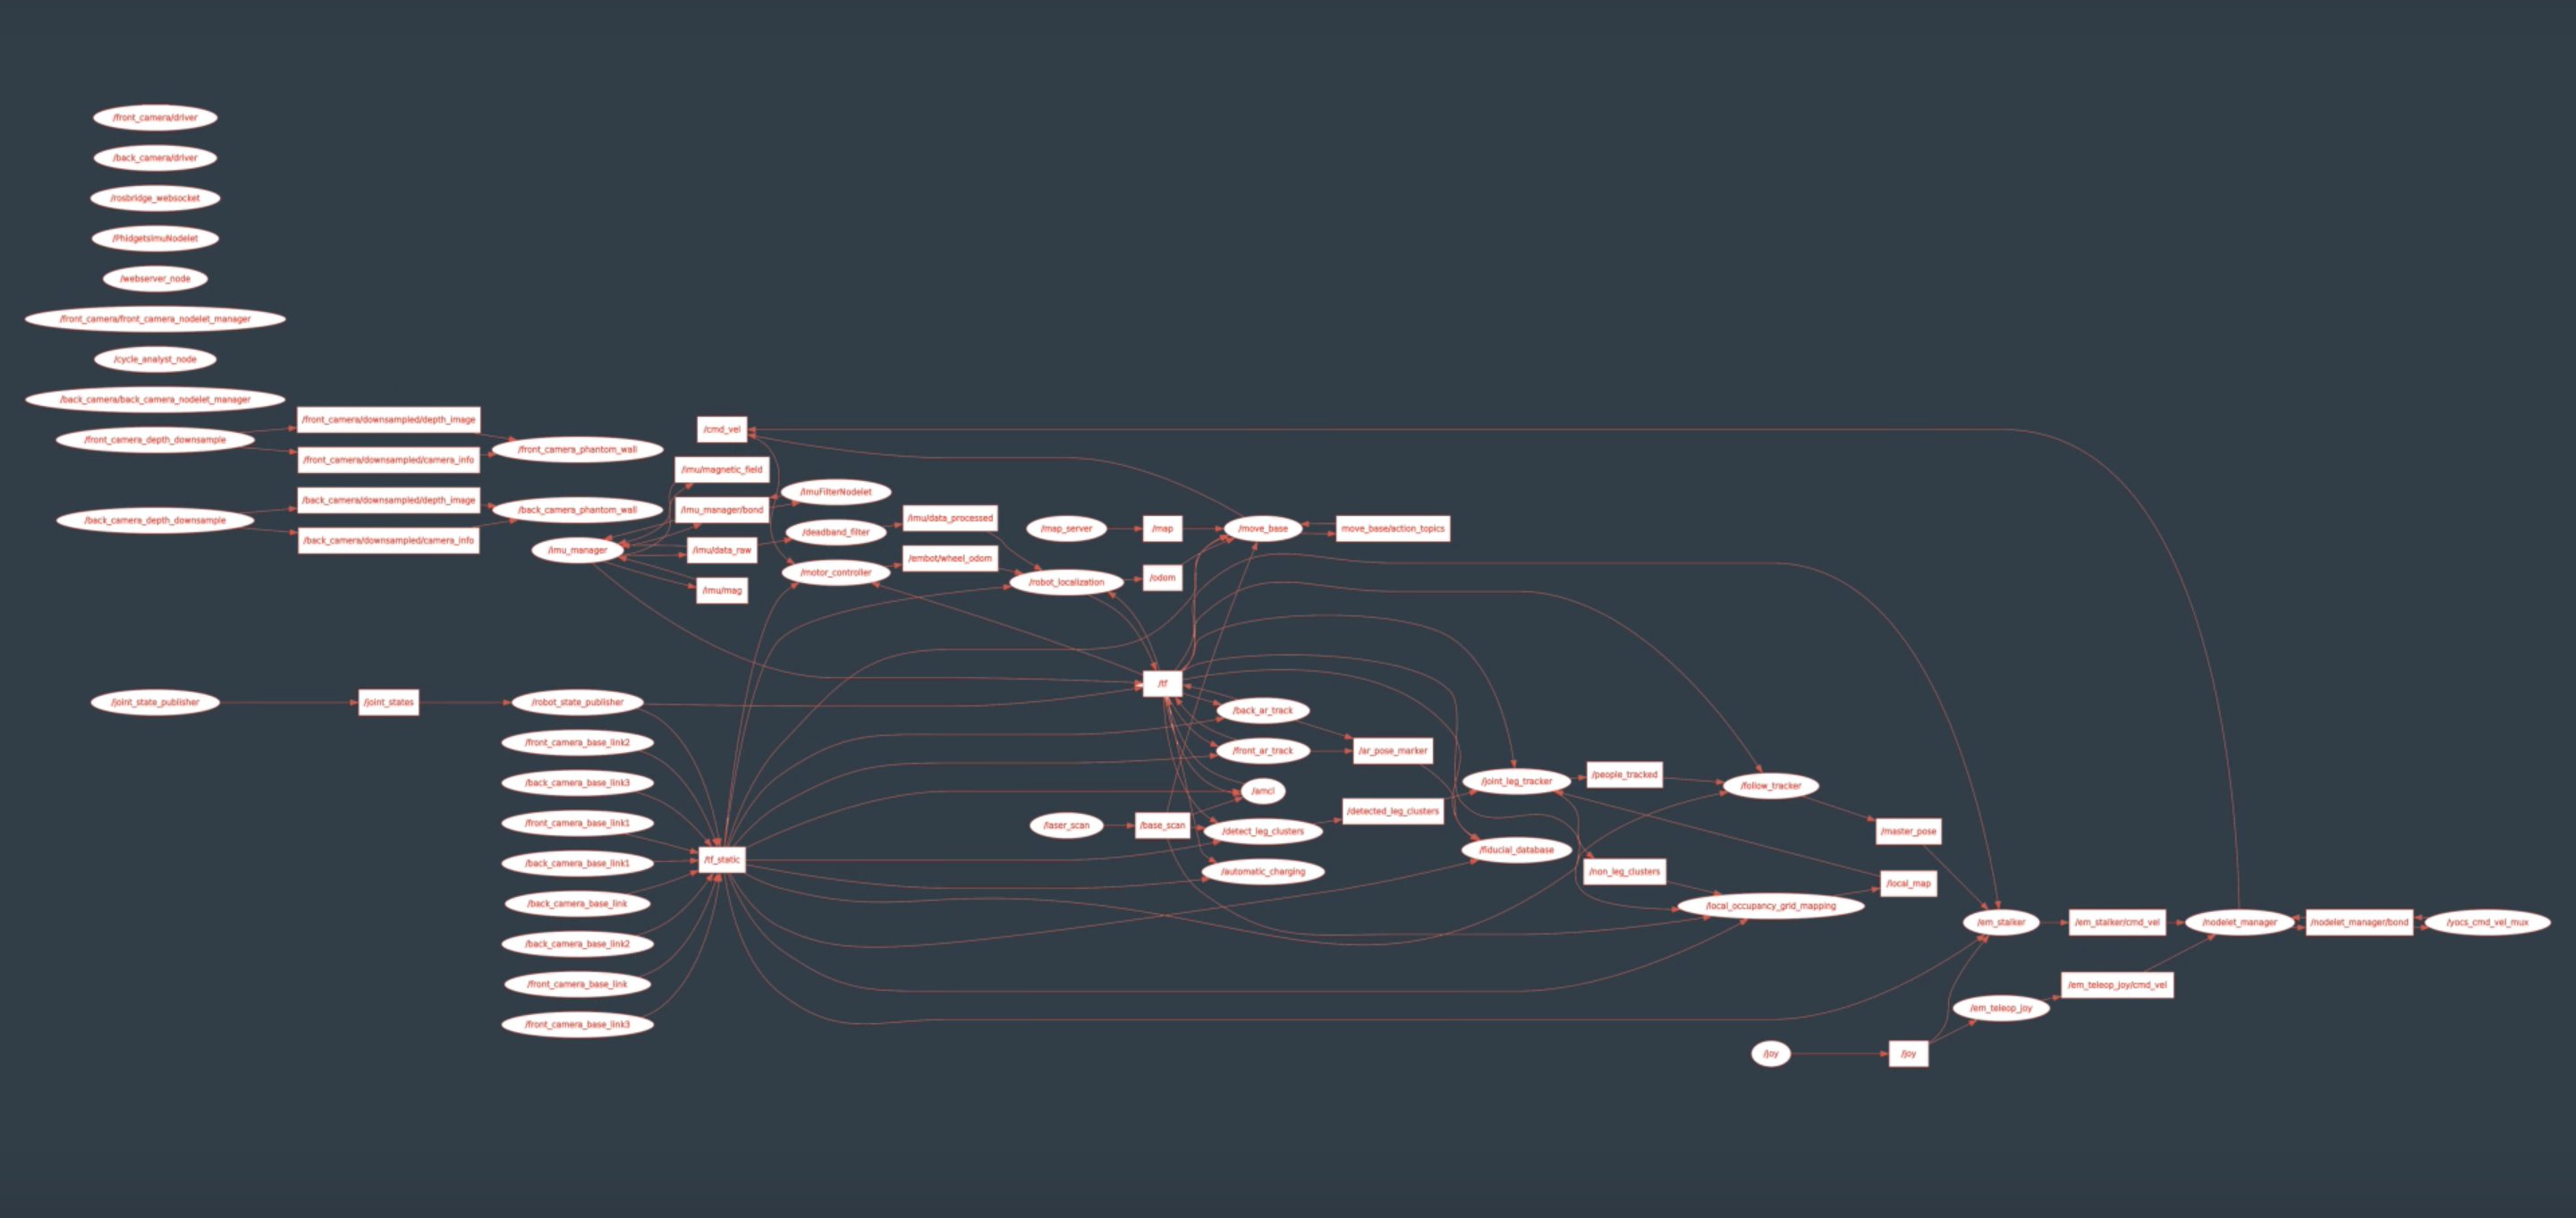 /front_camera/driver
/back_camera/driver
/rosbridge_websocket
/PhidgetsImuNodelet
/webserver_node
/front_camera/front_camera_nodelet_manager
/cycle_analyst_node
/back_camera/back_camera_nodelet_manager
/front_camera_depth_downsample
/back_camera_depth_downsample
/joint_state_publisher
/front_camera/downsampled/depth_image
/front_camera/downsampled/camera_info
/back_camera/downsampled/depth_image
/back_camera/downsampled/camera_info
/joint_states
/front_camera_phantom_wall
/back_camera_phantom_wall
/imu_manager
/robot_state_publisher
/front_camera_base_link2
/back_camera_base_link3
/front_camera_base_link1
/back_camera_base_link1
/back_camera_base_link
/back_camera_base_link2
/front_camera_base_link
/front_camera_base_link3
/cmd_vel
/imu/magnetic_field
/imu_manager/bond
/imu/data_raw
/imu/mag
/tf_static
/ImuFilterNodelet
/deadband_filter
/motor_controller
/imu/data_processed
/embot/wheel_odom
/map_server
/robot_localization
/laser_scan
/map
/odom
/tf
/base_scan
/move_base
/back_ar_track
/front_ar_track
/amcl
/detect_leg_clusters
/automatic_charging
move_base/action_topics
/ar_pose_marker
/detected_leg_clusters
/joint_leg_tracker
/fiducial_database
/people_tracked
/non_leg_clusters
/follow_tracker
/local_occupancy_grid_mapping
/joy
/master_pose
/local_map
/joy
/em_stalker
/em_teleop_joy
/em_stalker/cmd_vel
/em_teleop_joy/cmd_vel
/nodelet_manager
/nodelet_manager/bond
/yocs_cmd_vel_mux